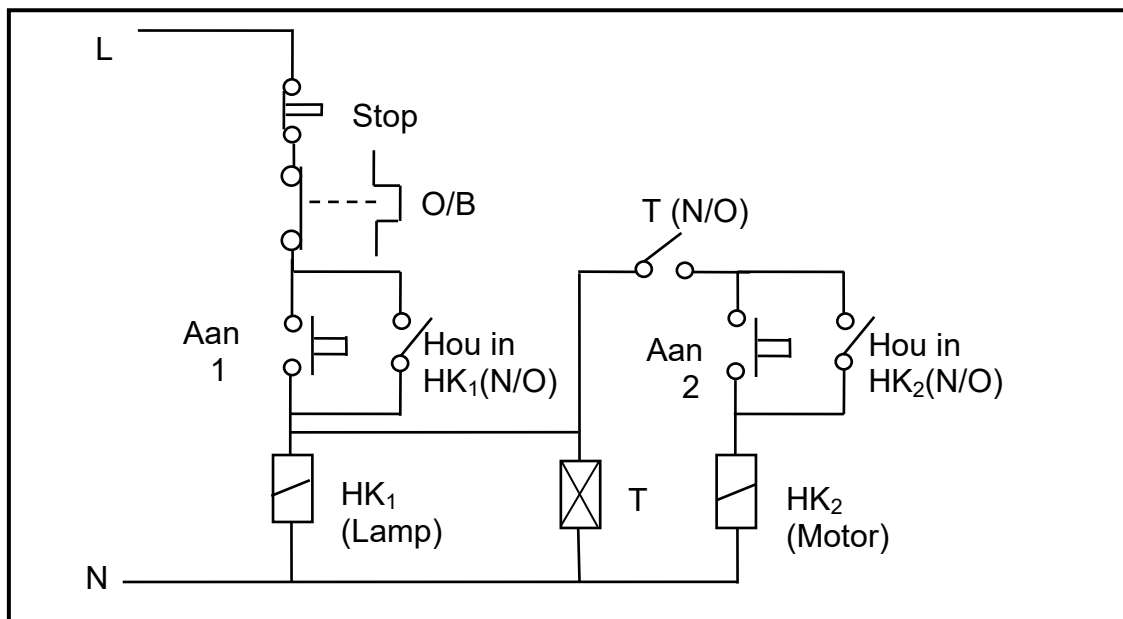 L
Stop
O/B
T (N/O)
Aan
1
Hou in
HK₁(N/O)
Aan
2
Hou in
HK₂(N/O)
HK₁
(Lamp)
T
HK₂
(Motor)
N